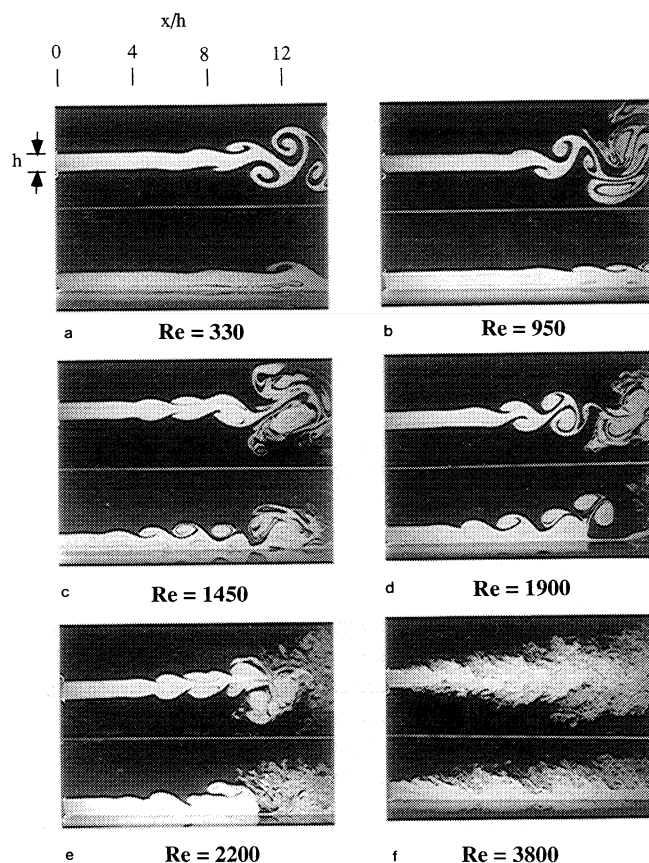 x/h
0 4 8 12
h
a Re = 330
b Re = 950
c Re = 1450
d Re = 1900
e Re = 2200
f Re = 3800